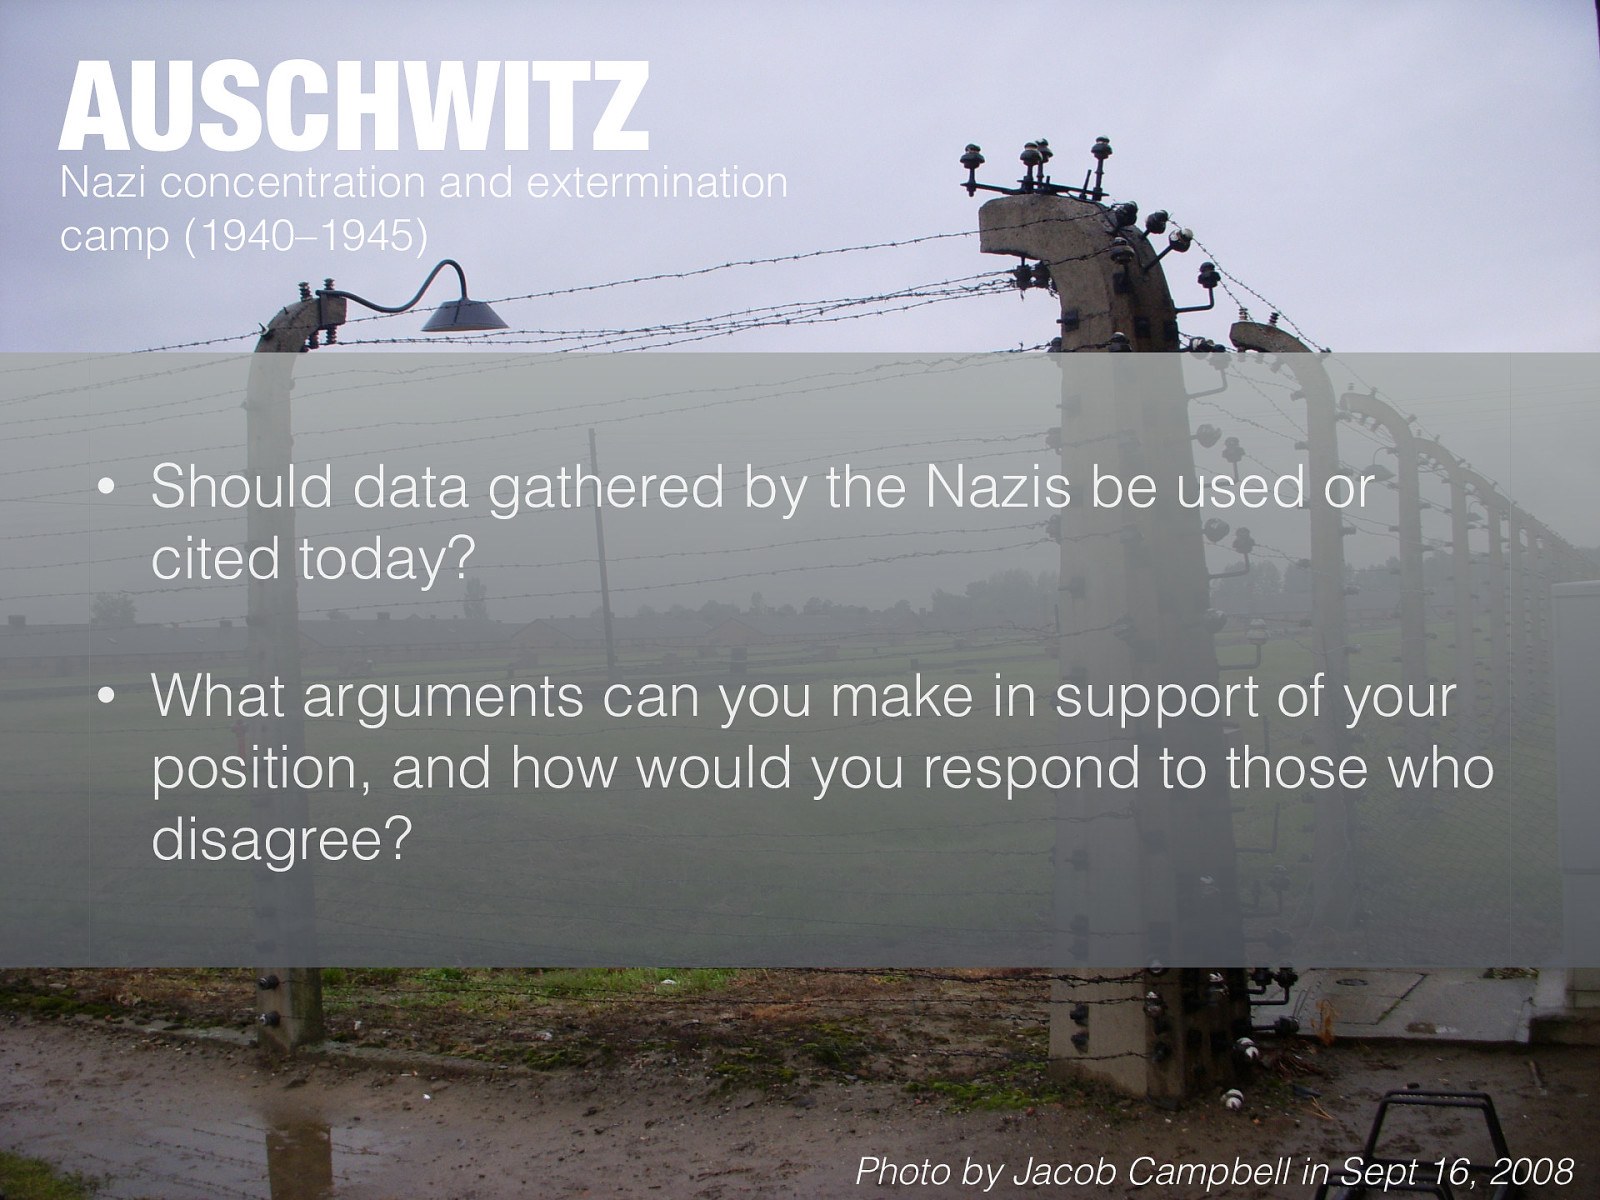 AUSCHWITZ
Nazi concentration and extermination
camp (1940–1945)
• Should data gathered by the Nazis be used or
cited today?
• What arguments can you make in support of your
position, and how would you respond to those who
disagree?
Photo by Jacob Campbell in Sept 16, 2008